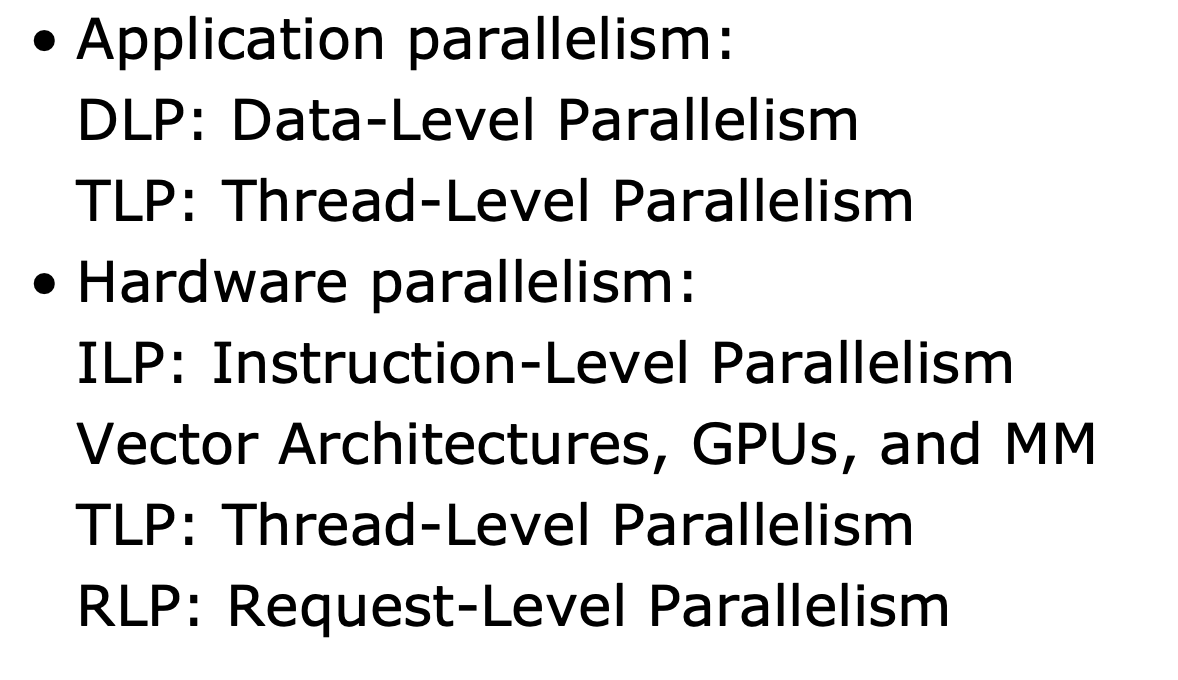 • Application parallelism:
DLP: Data-Level Parallelism
TLP: Thread-Level Parallelism
• Hardware parallelism:
ILP: Instruction-Level Parallelism
Vector Architectures, GPUs, and MM
TLP: Thread-Level Parallelism
RLP: Request-Level Parallelism